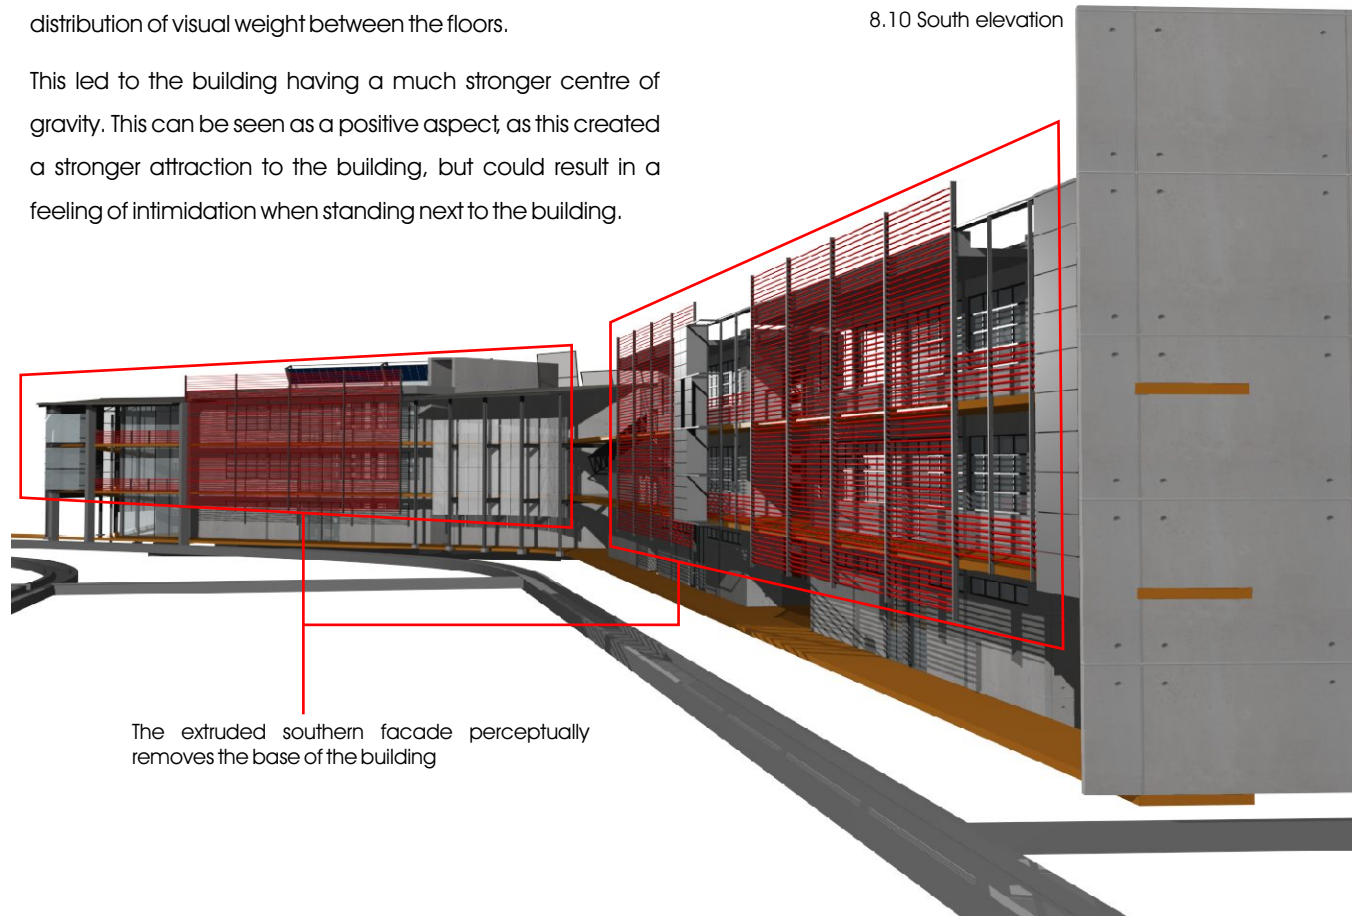 distribution of visual weight between the floors.
8.10 South elevation
This led to the building having a much stronger centre of
gravity. This can be seen as a positive aspect, as this created
a stronger attraction to the building, but could result in a
feeling of intimidation when standing next to the building.
The extruded southern facade perceptually
removes the base of the building